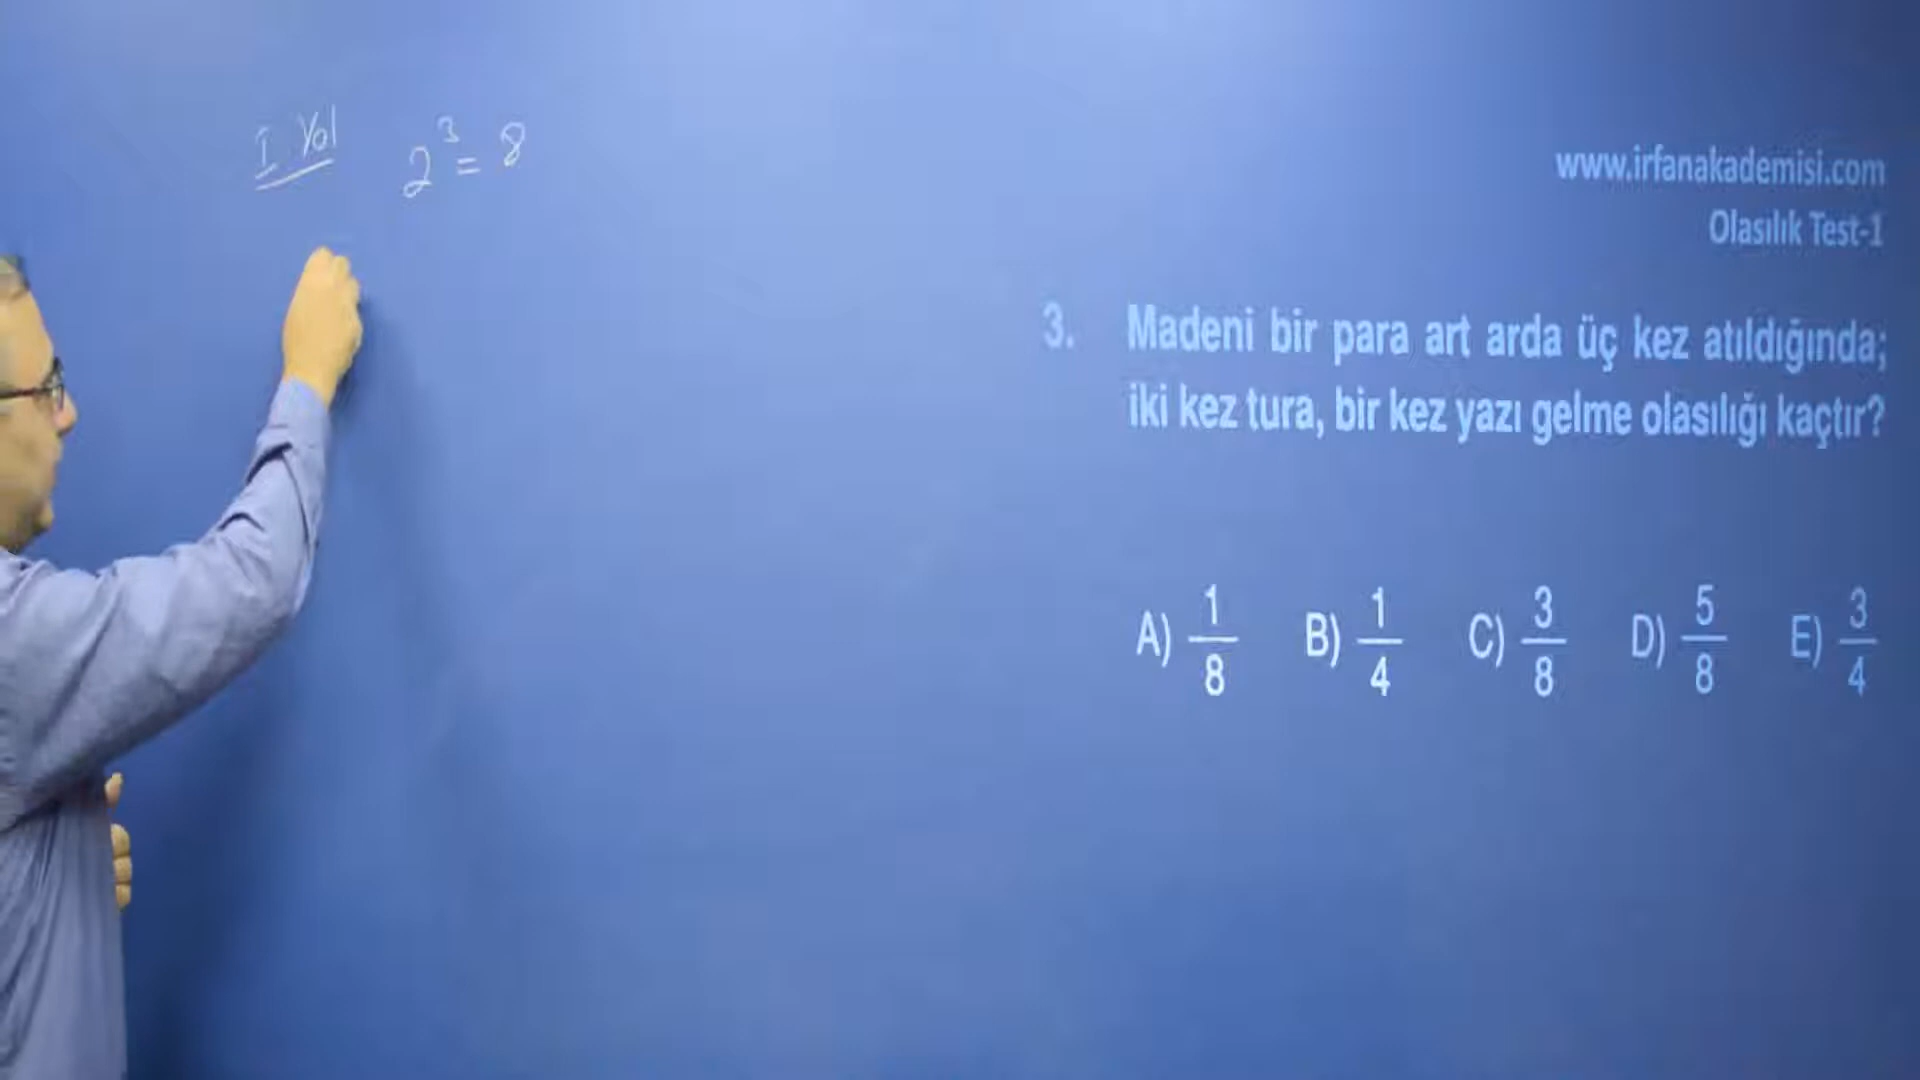 I. Yol 2³ = 8
www.irfanakademisi.com
Olasılık Test-1
3. Madeni bir para art arda üç kez atıldığında;
iki kez tura, bir kez yazı gelme olasılığı kaçtır?
A) 1/8 B) 1/4 C) 3/8 D) 5/8 E) 3/4